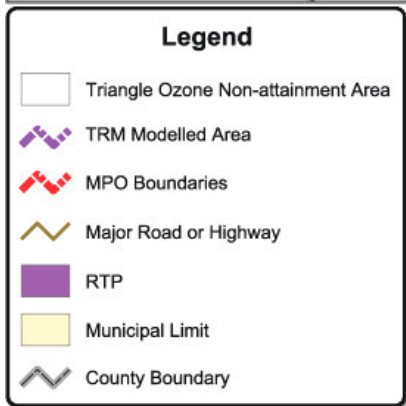 Legend
Triangle Ozone Non-attainment Area
TRM Modelled Area
MPO Boundaries
Major Road or Highway
RTP
Municipal Limit
County Boundary